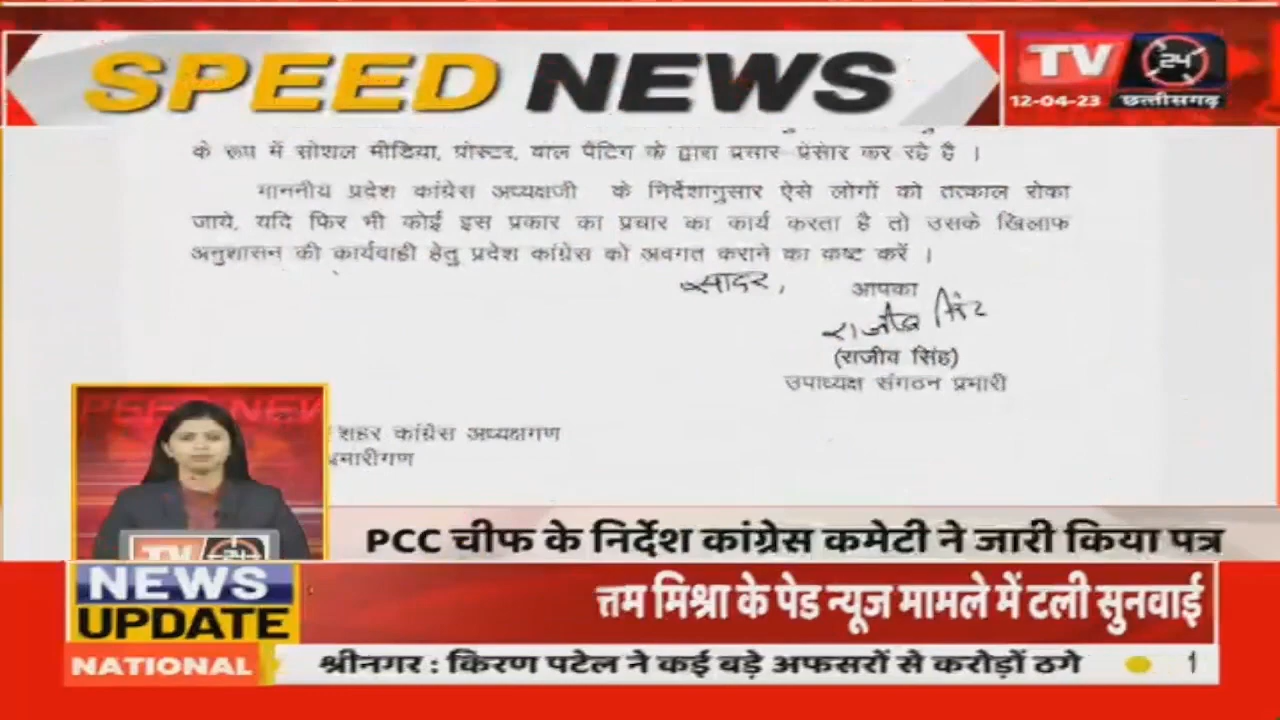 SPEED NEWS
TV 24
12-04-23 छत्तीसगढ़
के रूप में सोशल मीडिया, पोस्टर, वाल पैंटिग के द्वारा प्रसार प्रसार कर रहे है ।
माननीय प्रदेश कांग्रेस अध्यक्षजी के निर्देशानुसार ऐसे लोगों को तत्काल रोका
जाये, यदि फिर भी कोई इस प्रकार का प्रचार का कार्य करता है तो उसके खिलाफ
अनुशासन की कार्यवाही हेतु प्रदेश कांग्रेस को अवगत कराने का कष्ट करें ।
सादर,
आपका
राजीव सिंह
(राजीव सिंह)
उपाध्यक्ष संगठन प्रभारी
शहर कांग्रेस अध्यक्षगण
प्रभारीगण
TV 24
PCC चीफ के निर्देश कांग्रेस कमेटी ने जारी किया पत्र
NEWS
UPDATE
त्तम मिश्रा के पेड न्यूज मामले में टली सुनवाई
NATIONAL
श्रीनगर : किरण पटेल ने कई बड़े अफसरों से करोड़ों ठगे
1